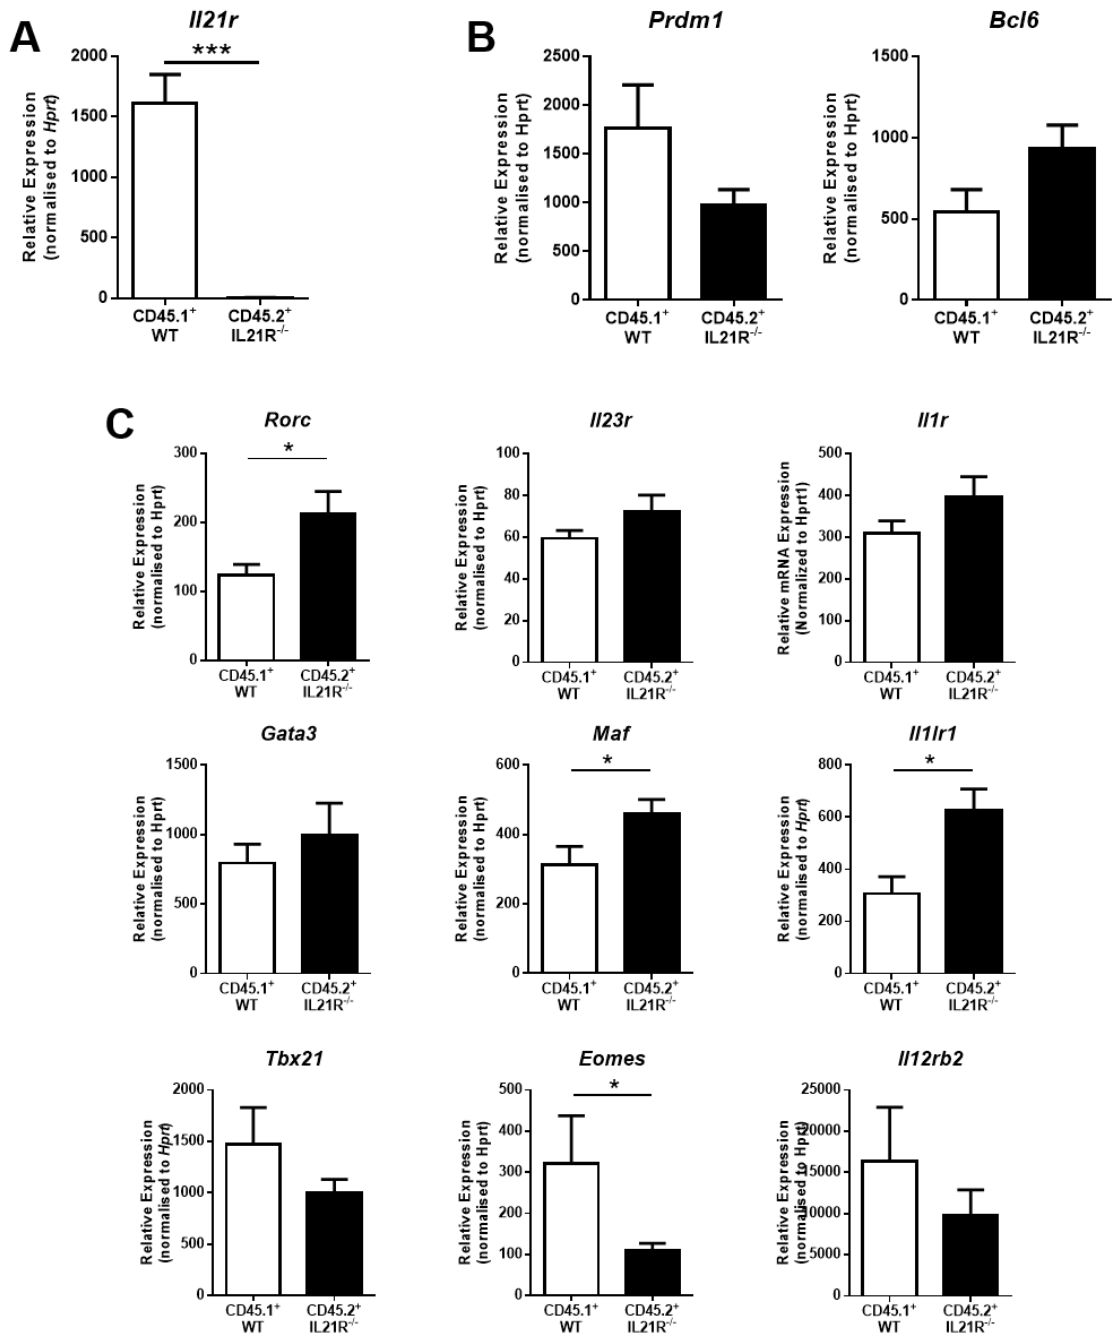 A
Il21r
***
Relative Expression
(normalised to Hprt)
2000
1500
1000
500
0
CD45.1+
WT
CD45.2+
IL21R-/-
B
Prdm1
Relative Expression
(normalised to Hprt)
2500
2000
1500
1000
500
0
CD45.1+
WT
CD45.2+
IL21R-/-
Bcl6
Relative Expression
(normalised to Hprt)
1500
1000
500
0
CD45.1+
WT
CD45.2+
IL21R-/-
C
Rorc
*
Relative Expression
(normalised to Hprt)
300
200
100
0
CD45.1+
WT
CD45.2+
IL21R-/-
Il23r
Relative Expression
(normalised to Hprt)
100
80
60
40
20
0
CD45.1+
WT
CD45.2+
IL21R-/-
Il1r
Relative mRNA Expression
(Normalized to Hprt1)
500
400
300
200
100
0
CD45.1+
WT
CD45.2+
IL21R-/-
Gata3
Relative Expression
(normalised to Hprt)
1500
1000
500
0
CD45.1+
WT
CD45.2+
IL21R-/-
Maf
*
Relative Expression
(normalised to Hprt)
600
400
200
0
CD45.1+
WT
CD45.2+
IL21R-/-
Il1lr1
*
Relative Expression
(normalised to Hprt)
800
600
400
200
0
CD45.1+
WT
CD45.2+
IL21R-/-
Tbx21
Relative Expression
(normalised to Hprt)
2000
1500
1000
500
0
CD45.1+
WT
CD45.2+
IL21R-/-
Eomes
*
Relative Expression
(normalised to Hprt)
500
400
300
200
100
0
CD45.1+
WT
CD45.2+
IL21R-/-
Il12rb2
Relative Expression
(normalised to Hprt)
25000
20000
15000
10000
5000
0
CD45.1+
WT
CD45.2+
IL21R-/-